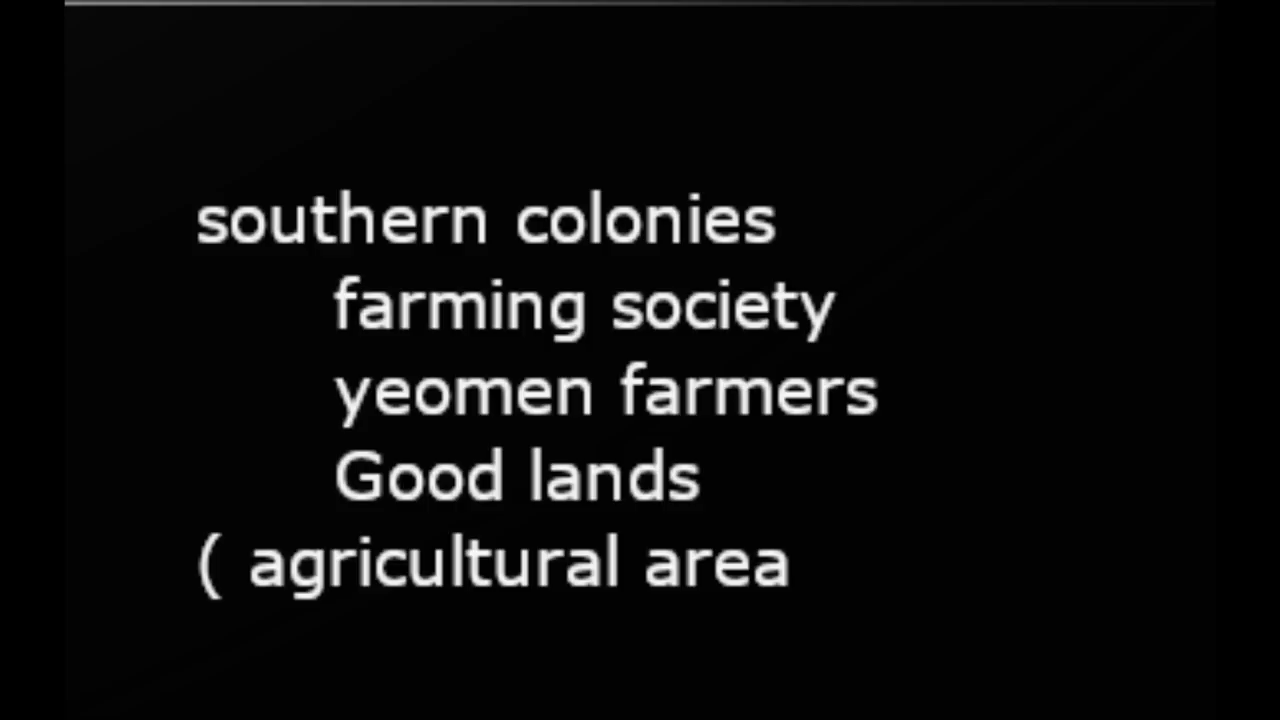 southern colonies
farming society
yeomen farmers
Good lands
( agricultural area